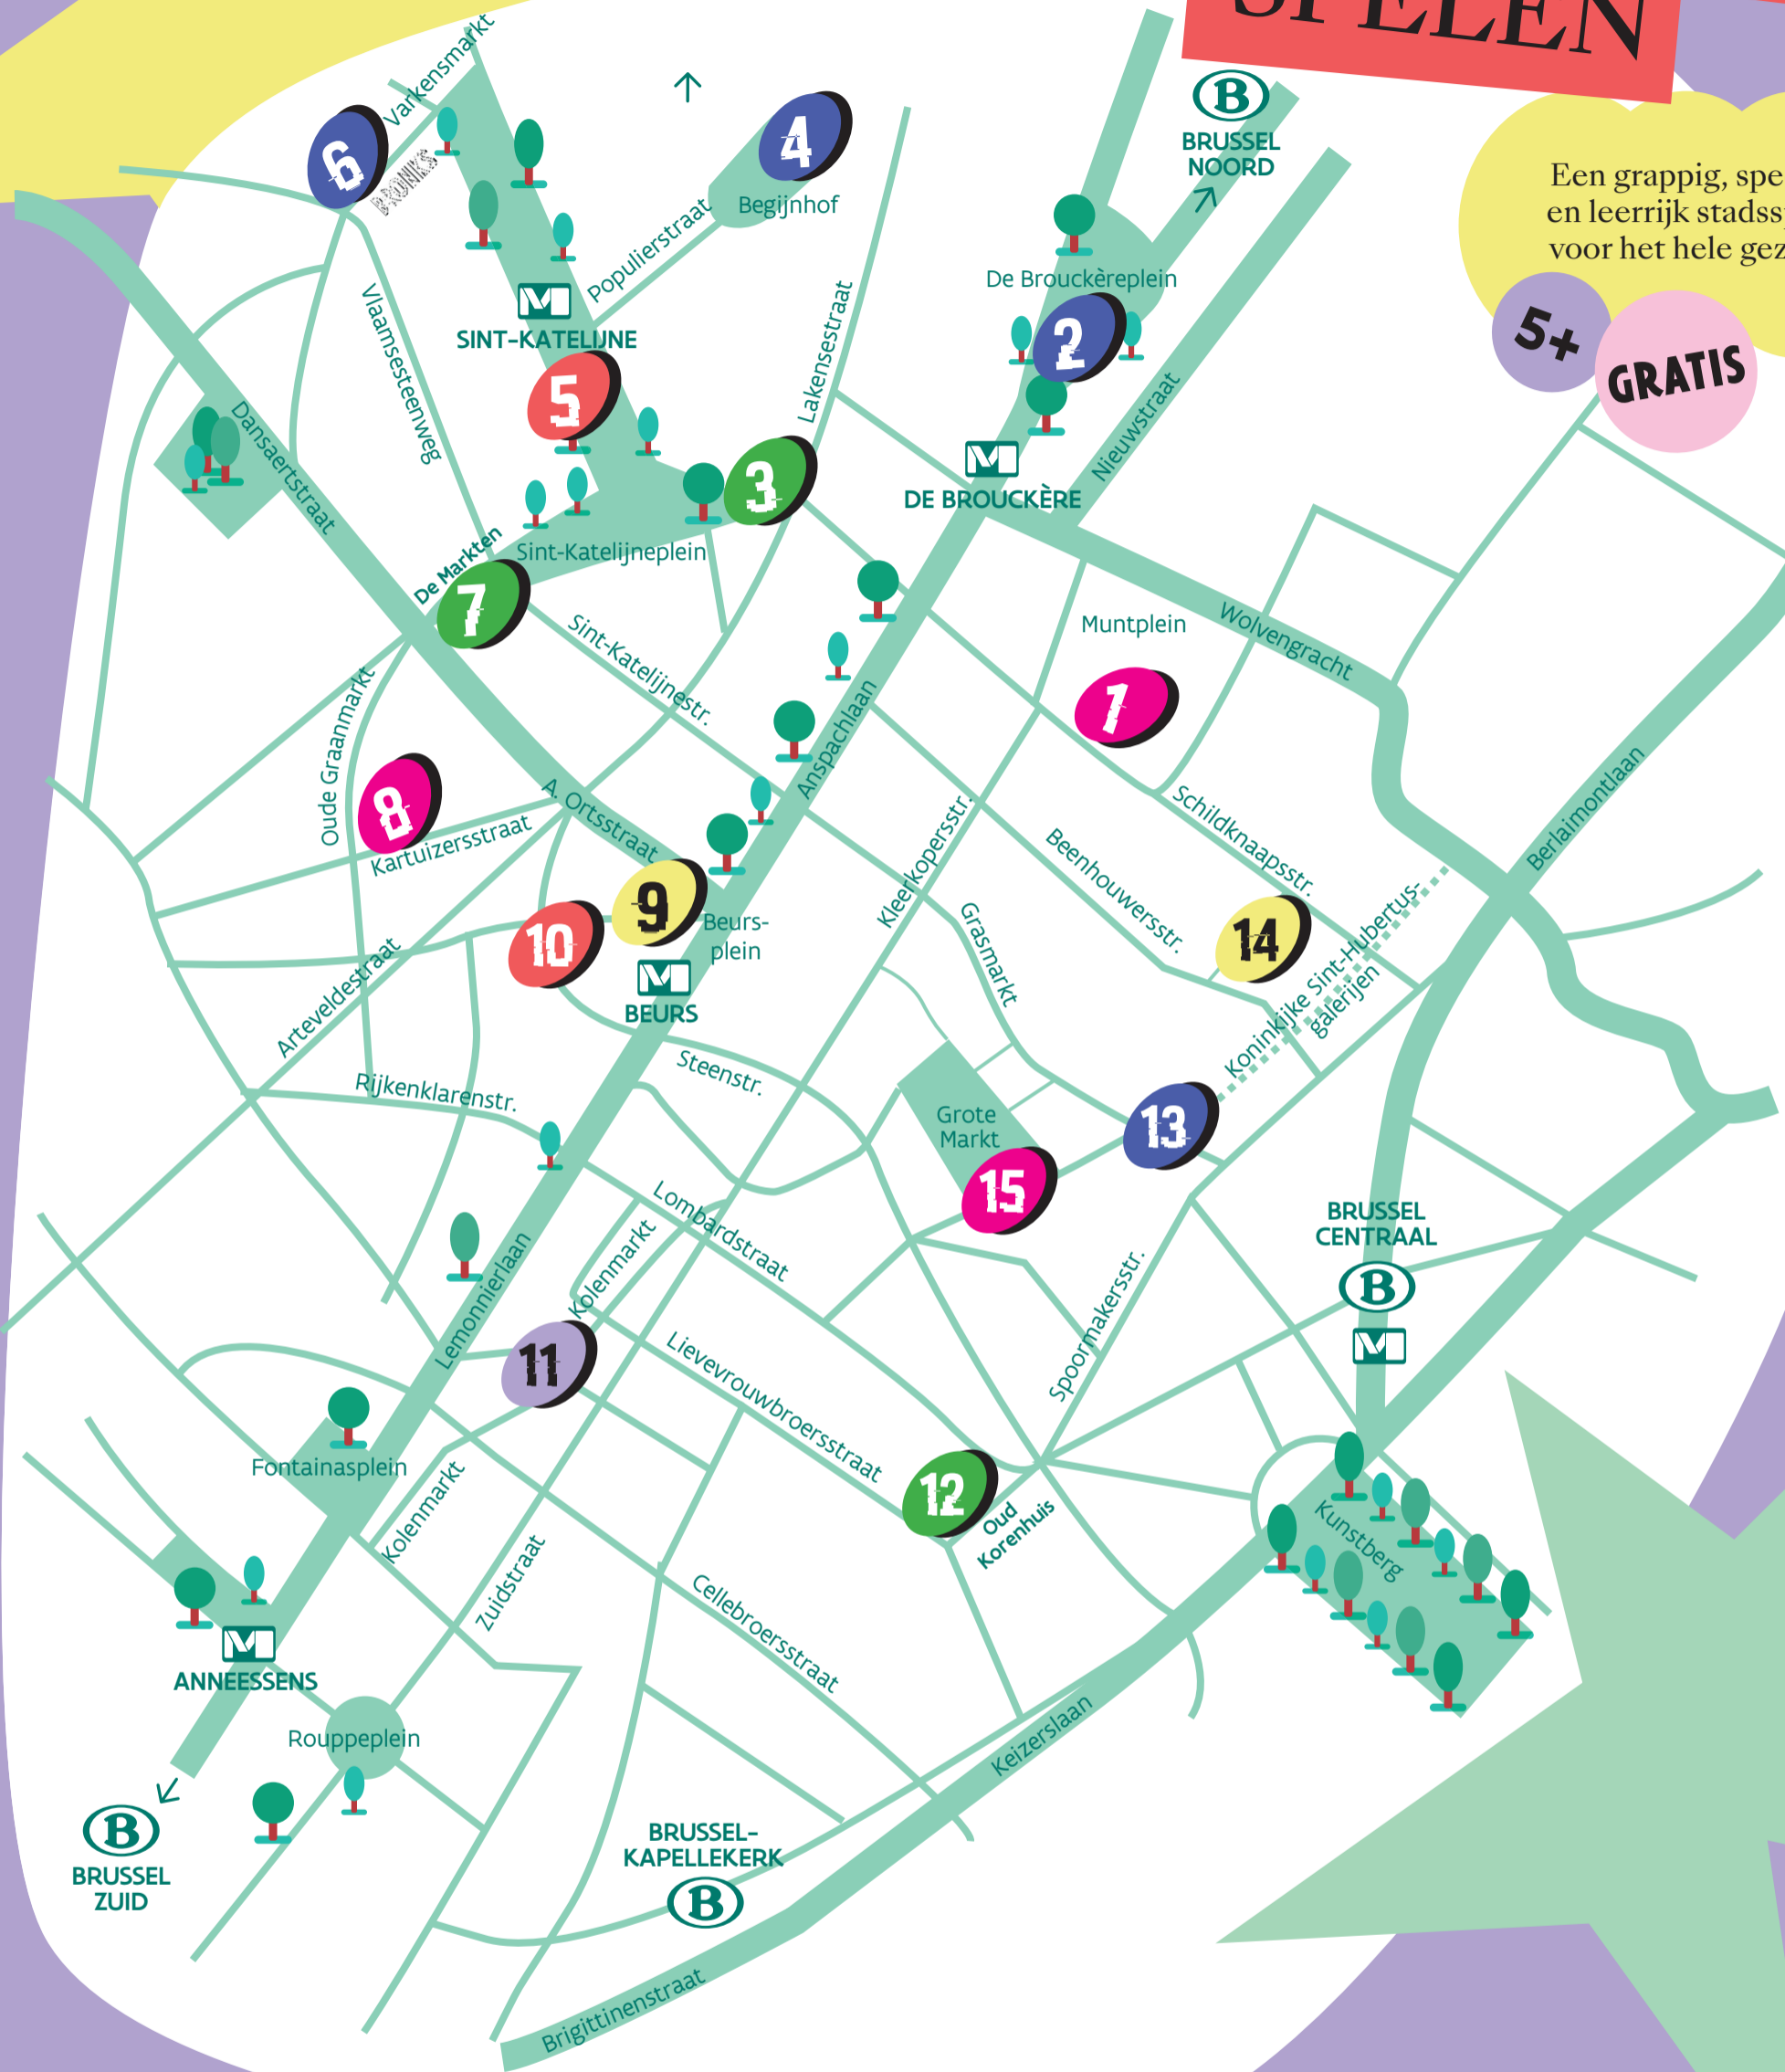 SPELEN
Een grappig, spe
en leerrijk stadss
voor het hele gez
5+
GRATIS
Varkensmarkt
6
BRONKS
4
Begijnhof
B
BRUSSEL
NOORD
Populierstraat
De Brouckèreplein
2
Vlaamsesteenweg
M
SINT-KATELIJNE
5
Lakensestraat
Nieuwstraat
M
DE BROUCKÈRE
3
Dansaertstraat
Sint-Katelijneplein
De Markten
7
Sint-Katelijnestr.
Muntplein
Wolvengracht
1
Oude Graanmarkt
8
Kartuizersstraat
A. Ortsstraat
Anspachlaan
Kleerkopersstr.
Schildknaapsstr.
Berlaimontlaan
Beenhouwersstr.
9
Beurs-
plein
10
M
BEURS
Grasmarkt
14
Koninkijke Sint-Hubertus-
galerijen
Arteveldestraat
Steenstr.
Rijkenklarenstr.
Grote
Markt
13
15
Lombardstraat
Kolenmarkt
Lemonnierlaan
BRUSSEL
CENTRAAL
B
M
Spoormakersstr.
11
Lievevrouwbroersstraat
Fontainasplein
Kolenmarkt
12
Oud
Korenhuis
Kunstberg
Zuidstraat
Cellebroersstraat
M
ANNEESSENS
Rouppeplein
Keizerslaan
B
BRUSSEL
ZUID
BRUSSEL-
KAPELLEKERK
B
Brigittinenstraat